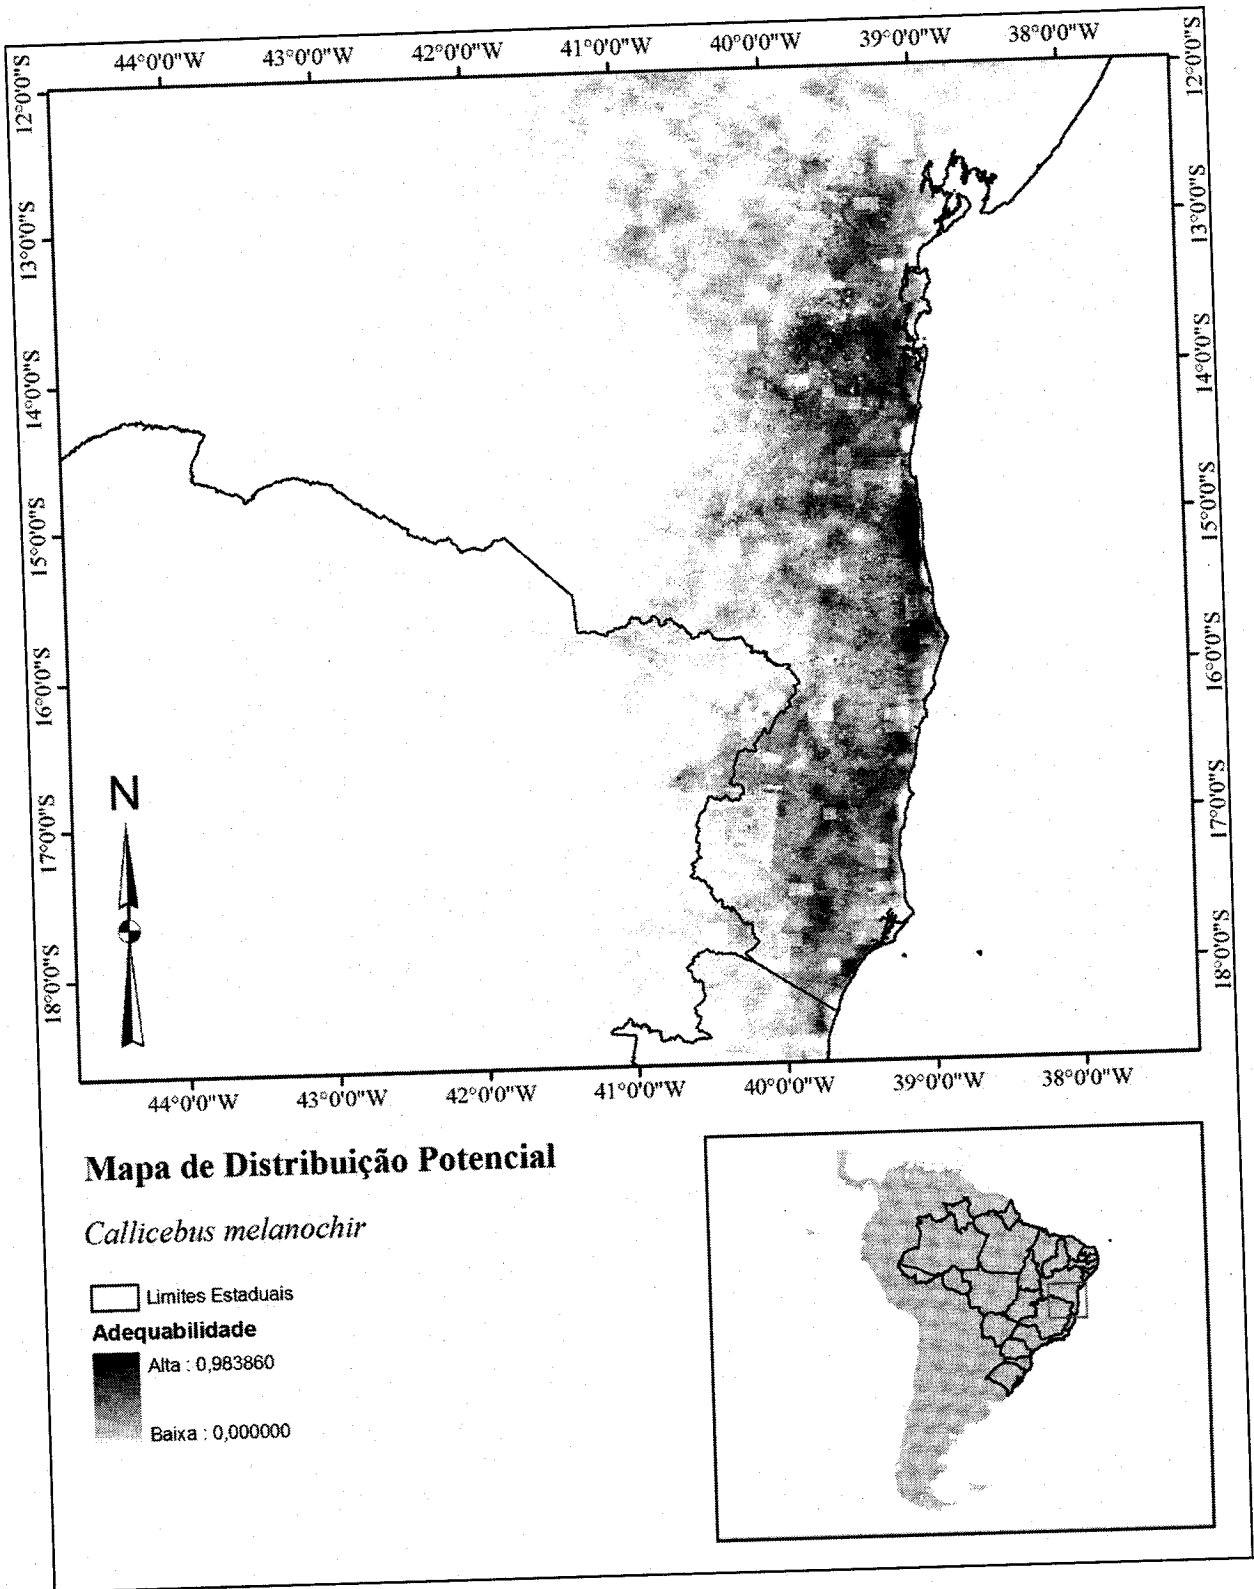 44°0'0"W 43°0'0"W 42°0'0"W 41°0'0"W 40°0'0"W 39°0'0"W 38°0'0"W
12°0'0"S
13°0'0"S
14°0'0"S
15°0'0"S
16°0'0"S
17°0'0"S
18°0'0"S
12°0'0"S
13°0'0"S
14°0'0"S
15°0'0"S
16°0'0"S
17°0'0"S
18°0'0"S
N
44°0'0"W 43°0'0"W 42°0'0"W 41°0'0"W 40°0'0"W 39°0'0"W 38°0'0"W
Mapa de Distribuição Potencial
Callicebus melanochir
Limites Estaduais
Adequabilidade
Alta : 0,983860
Baixa : 0,000000